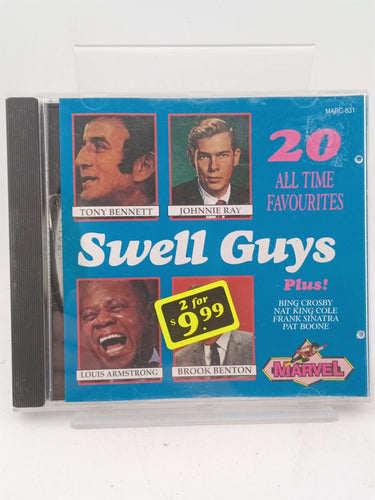 MARC-831
20
ALL TIME
FAVOURITES
TONY BENNETT
JOHNNIE RAY
Swell Guys
Plus!
BING CROSBY
NAT KING COLE
FRANK SINATRA
PAT BOONE
2 for
$9.99
LOUIS ARMSTRONG
BROOK BENTON
MARVEL